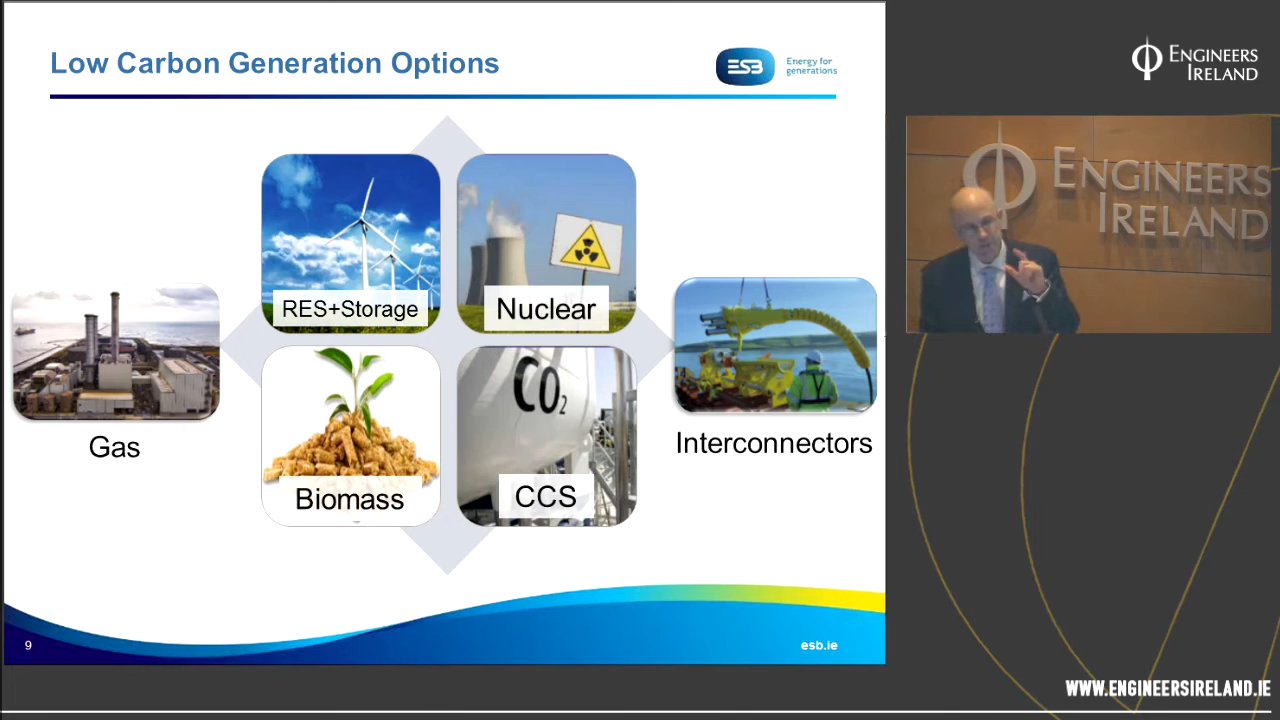 Low Carbon Generation Options
ESB
Energy for
generations
RES+Storage
Nuclear
Gas
Interconnectors
CO2
Biomass
CCS
9
esb.ie
ENGINEERS
IRELAND
ENGINEERS
IRELAND
WWW.ENGINEERSIRELAND.IE